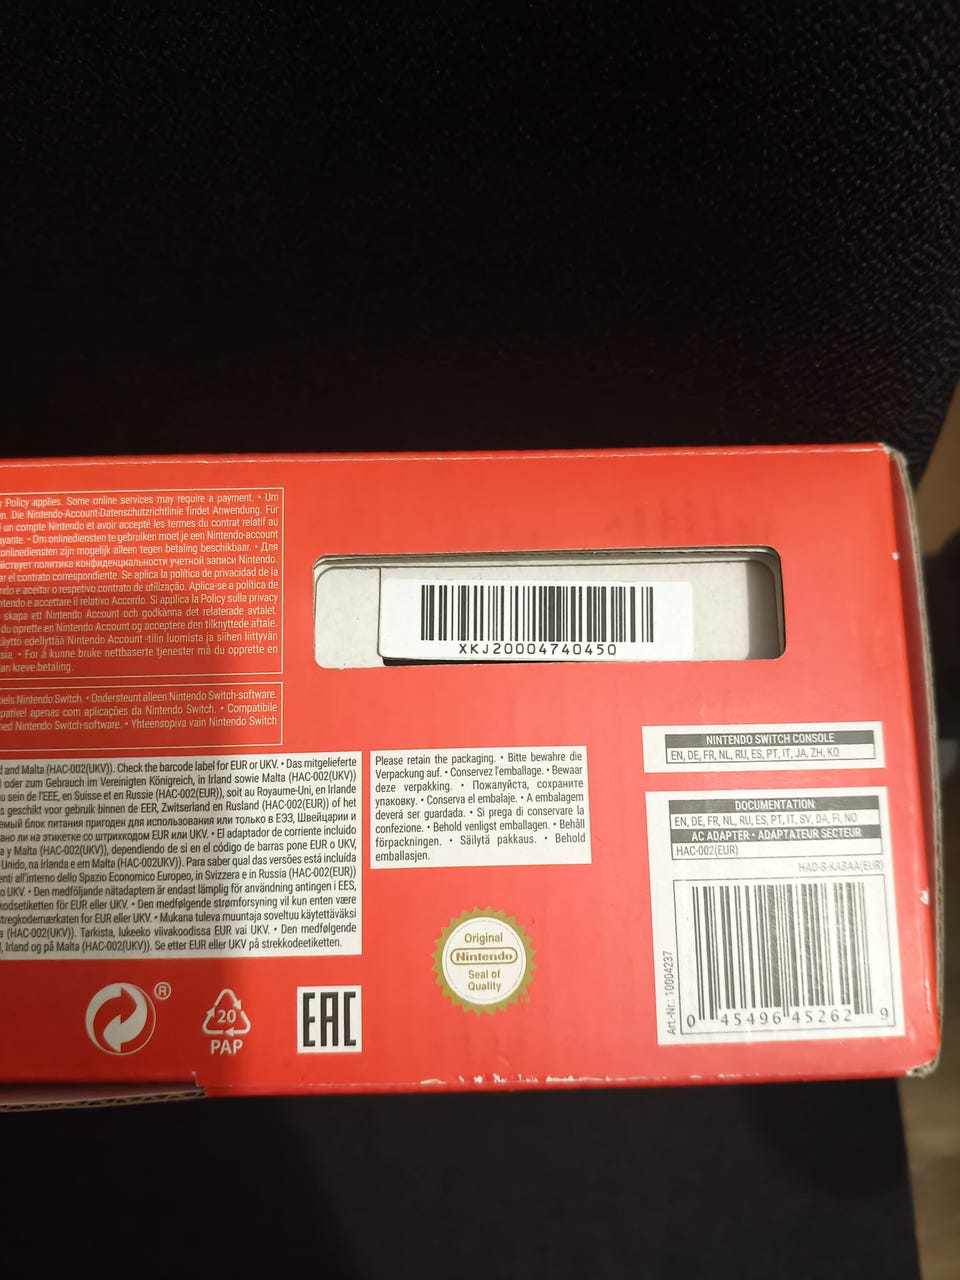 y Policy applies. Some online services may require a payment. • Um
n. Die Nintendo-Account-Datenschutzrichtlinie findet Anwendung. Für
un compte Nintendo et avoir accepté les termes du contrat relatif au
ayante. • Om onlinediensten te gebruiken moet je een Nintendo-account
onlinediensten zijn mogelijk alleen tegen betaling beschikbaar. • Для
йствует политика конфиденциальности учетной записи Nintendo.
ar el contrato correspondiente. Se aplica la política de privacidad de la
ndo e aceitar o respetivo contrato de utilização. Aplica-se a política de
ntendo e accettare il relativo Accordo. Si applica la Policy sulla privacy
skapa ett Nintendo Account och godkänna det relaterade avtalet.
du oprette en Nintendo Account og acceptere den tilknyttede aftale.
äyttö edellyttää Nintendo Account -tilin luomista ja siihen liittyvän
sia. • For å kunne bruke nettbaserte tjenester må du opprette en
an kreve betaling.
iels Nintendo Switch. • Ondersteunt alleen Nintendo Switch-software.
patível apenas com aplicações da Nintendo Switch. • Compatibile
ned Nintendo Switch-software. • Yhteensopiva vain Nintendo Switch
d and Malta (HAC-002(UKV)). Check the barcode label for EUR or UKV. • Das mitgelieferte
oder zum Gebrauch im Vereinigten Königreich, in Irland sowie Malta (HAC-002(UKV))
u sein de l'EEE, en Suisse et en Russie (HAC-002(EUR)), soit au Royaume-Uni, en Irlande
s geschikt voor gebruik binnen de EER, Zwitserland en Rusland (HAC-002(EUR)) of het
емый блок питания пригоден для использования или только в ЕЭЗ, Швейцарии и
ано ли на этикетке со штрихкодом EUR или UKV. • El adaptador de corriente incluido
a y Malta (HAC-002(UKV)), dependiendo de si en el código de barras pone EUR o UKV.
Unido, na Irlanda e em Malta (HAC-002UKV)). Para saber qual das versões está incluída
enti all'interno dello Spazio Economico Europeo, in Svizzera e in Russia (HAC-002(EUR))
o UKV. • Den medföljande nätadaptern är endast lämplig för användning antingen i EES,
kodsetiketten för EUR eller UKV. • Den medfølgende strømforsyning vil kun enten være
stregkodemærkaten for EUR eller UKV. • Mukana tuleva muuntaja soveltuu käytettäväksi
a (HAC-002(UKV)). Tarkista, lukeeko viivakoodissa EUR vai UKV. • Den medfølgende
, Irland og på Malta (HAC-002(UKV)). Se etter EUR eller UKV på strekkodeetiketten.
®
20
PAP
EAC
XKJ20004740450
Please retain the packaging. • Bitte bewahre die
Verpackung auf. • Conservez l'emballage. • Bewaar
deze verpakking. • Пожалуйста, сохраните
упаковку. • Conserva el embalaje. • A embalagem
deverá ser guardada. • Si prega di conservare la
confezione. • Behold venligst emballagen. • Behåll
förpackningen. • Säilytä pakkaus. • Behold
emballasjen.
Original
Nintendo
Seal of
Quality
TM
NINTENDO SWITCH CONSOLE
EN, DE, FR, NL, RU, ES, PT, IT, JA, ZH, KO
DOCUMENTATION
EN, DE, FR, NL, RU, ES, PT, IT, SV, DA, FI, NO
AC ADAPTER • ADAPTATEUR SECTEUR
HAC-002(EUR)
HAD-S-KABAA(EUR)
Art.-Nr.: 10004237
0 45496 45262 9